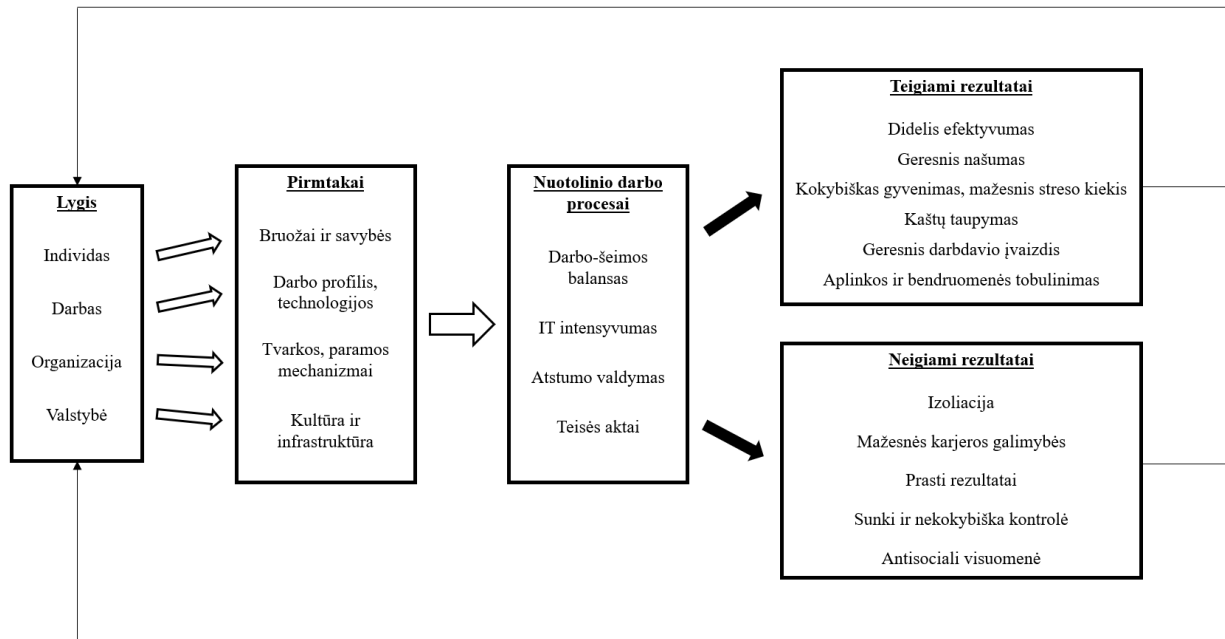 Lygis
Individas
Darbas
Organizacija
Valstybė
Pirmtakai
Bruožai ir savybės
Darbo profilis,
technologijos
Tvarkos, paramos
mechanizmai
Kultūra ir
infrastruktūra
Nuotolinio darbo
procesai
Darbo-šeimos
balansas
IT intensyvumas
Atstumo valdymas
Teisės aktai
Teigiami rezultatai
Didelis efektyvumas
Geresnis našumas
Kokybiškas gyvenimas, mažesnis streso kiekis
Kaštų taupymas
Geresnis darbdavio įvaizdis
Aplinkos ir bendruomenės tobulinimas
Neigiami rezultatai
Izoliacija
Mažesnės karjeros galimybės
Prasti rezultatai
Sunki ir nekokybiška kontrolė
Antisociali visuomenė